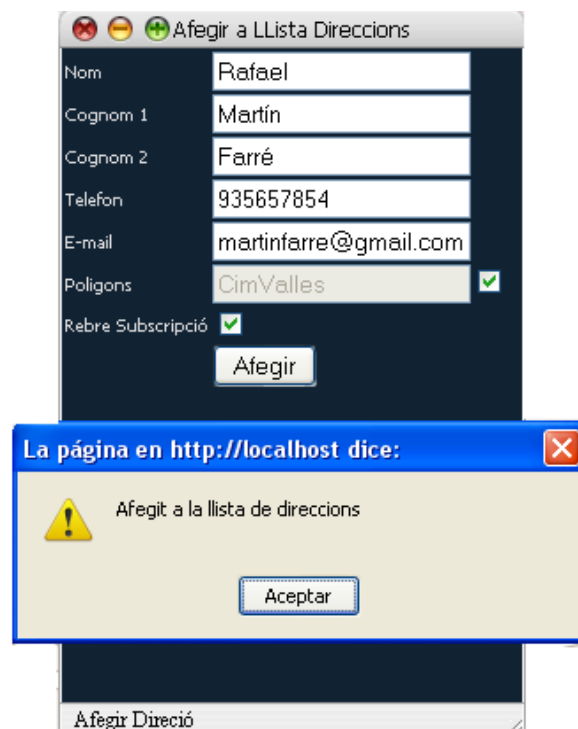 Afegir a LLista Direccions
Nom Rafael
Cognom 1 Martín
Cognom 2 Farré
Telefon 935657854
E-mail martinfarre@gmail.com
Poligons CimValles
Rebre Subscripció
Afegir
La página en http://localhost dice:
Afegit a la llista de direccions
Aceptar
Afegir Direció